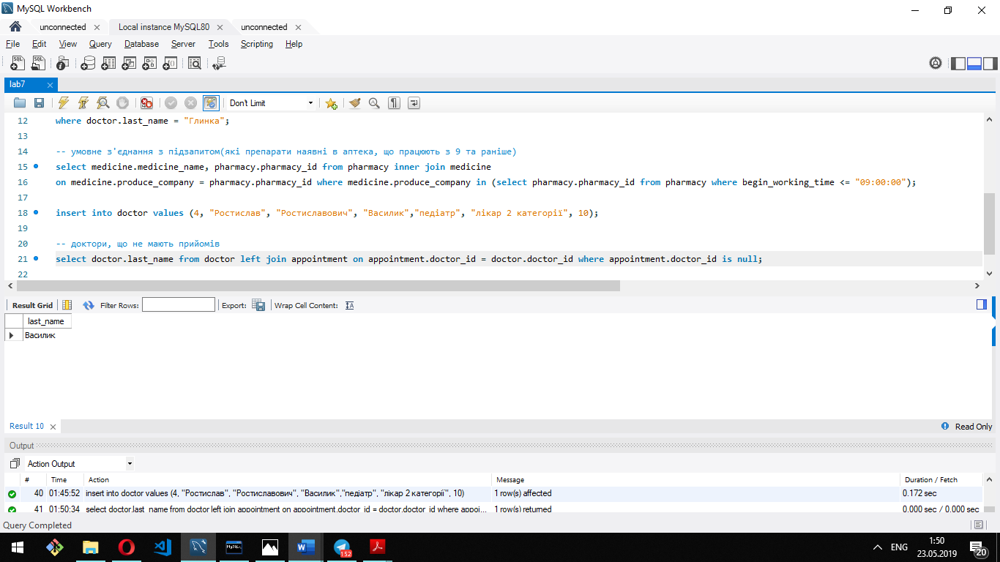 MySQL Workbench
unconnected
Local instance MySQL80
unconnected
File Edit View Query Database Server Tools Scripting Help
lab7
Don't Limit
12 where doctor.last_name = "Глинка";
13
14 -- умовне з'єднання з підзапитом(які препарати наявні в аптека, що працюють з 9 та раніше)
15 select medicine.medicine_name, pharmacy.pharmacy_id from pharmacy inner join medicine
16 on medicine.produce_company = pharmacy.pharmacy_id where medicine.produce_company in (select pharmacy.pharmacy_id from pharmacy where begin_working_time <= "09:00:00");
17
18 insert into doctor values (4, "Ростислав", "Ростиславович", "Василик","педіатр", "лікар 2 категорії", 10);
19
20 -- доктори, що не мають прийомів
21 select doctor.last_name from doctor left join appointment on appointment.doctor_id = doctor.doctor_id where appointment.doctor_id is null;
22
Result Grid Filter Rows: Export: Wrap Cell Content:
last_name
Василик
Result 10
Read Only
Output
Action Output
# Time Action Message Duration / Fetch
40 01:45:52 insert into doctor values (4, "Ростислав", "Ростиславович", "Василик","педіатр", "лікар 2 категорії", 10) 1 row(s) affected 0.172 sec
41 01:50:34 select doctor.last_name from doctor left join appointment on appointment.doctor_id = doctor.doctor_id where appoi... 1 row(s) returned 0.000 sec / 0.000 sec
Query Completed
152
ENG
1:50
23.05.2019
20